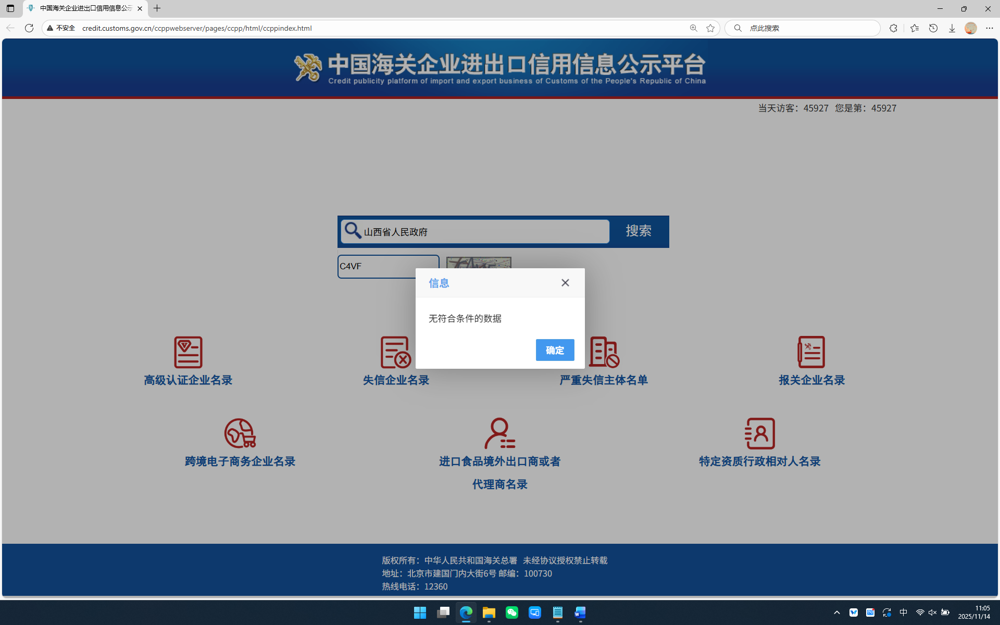 中国海关企业进出口信用信息公示
不安全 credit.customs.gov.cn/ccppwebserver/pages/ccpp/html/ccppindex.html 点此搜索
中国海关企业进出口信用信息公示平台
Credit publicity platform of import and export business of Customs of the People's Republic of China
当天访客：45927 您是第：45927
山西省人民政府 搜索
C4VF
信息
无符合条件的数据
确定
高级认证企业名录 失信企业名录 严重失信主体名单 报关企业名录
跨境电子商务企业名录 进口食品境外出口商或者 特定资质行政相对人名录
代理商名录
版权所有：中华人民共和国海关总署 未经协议授权禁止转载
地址：北京市建国门内大街6号 邮编：100730
热线电话：12360
中 11:05
2025/11/14